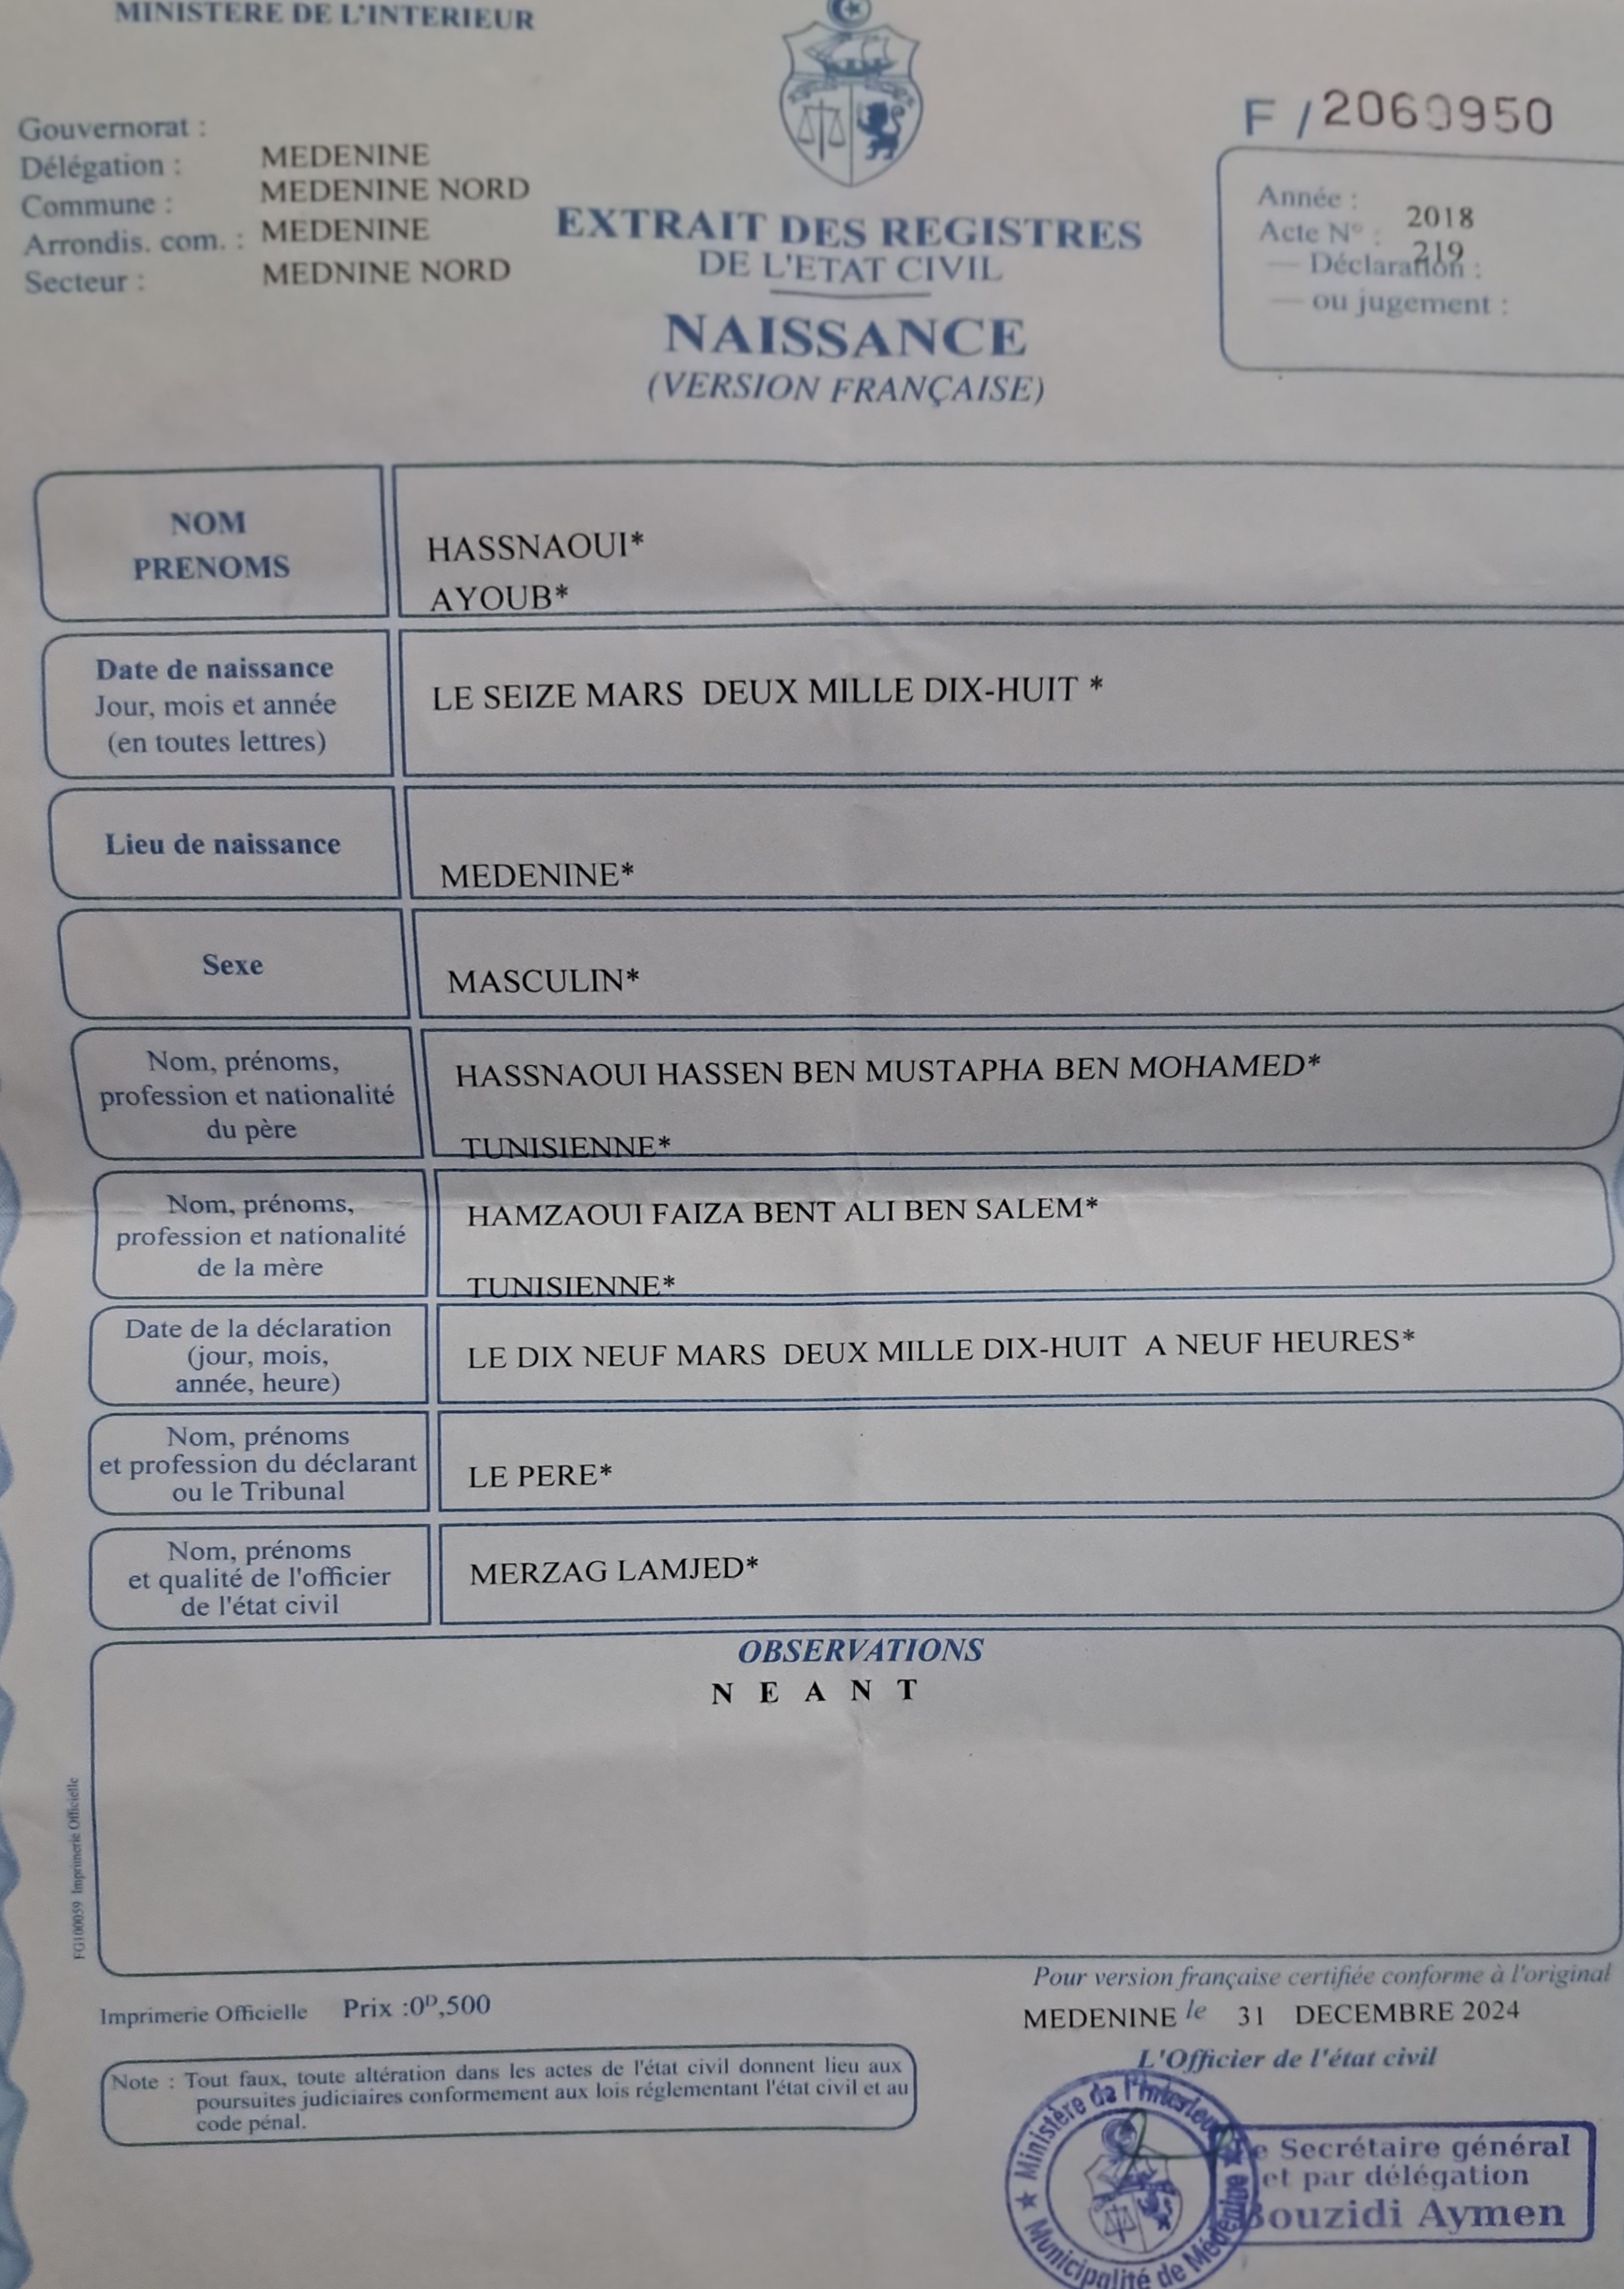 MINISTERE DE L'INTERIEUR
F / 2069950
Gouvernorat : MEDENINE
Délégation : MEDENINE NORD
Commune : MEDENINE
Arrondis. com. :
Secteur : MEDNINE NORD
EXTRAIT DES REGISTRES
DE L'ETAT CIVIL
NAISSANCE
(VERSION FRANÇAISE)
Année : 2018
Acte N° : 219
— Déclaration :
— ou jugement :
NOM
PRENOMS
HASSNAOUI*
AYOUB*
Date de naissance
Jour, mois et année
(en toutes lettres)
LE SEIZE MARS DEUX MILLE DIX-HUIT *
Lieu de naissance
MEDENINE*
Sexe
MASCULIN*
Nom, prénoms,
profession et nationalité
du père
HASSNAOUI HASSEN BEN MUSTAPHA BEN MOHAMED*
TUNISIENNE*
Nom, prénoms,
profession et nationalité
de la mère
HAMZAOUI FAIZA BENT ALI BEN SALEM*
TUNISIENNE*
Date de la déclaration
(jour, mois,
année, heure)
LE DIX NEUF MARS DEUX MILLE DIX-HUIT A NEUF HEURES*
Nom, prénoms
et profession du déclarant
ou le Tribunal
LE PERE*
Nom, prénoms
et qualité de l'officier
de l'état civil
MERZAG LAMJED*
OBSERVATIONS
N E A N T
FG100059 Imprimerie Officielle
Imprimerie Officielle Prix :0D,500
Pour version française certifiée conforme à l'original
MEDENINE le 31 DECEMBRE 2024
L'Officier de l'état civil
Note : Tout faux, toute altération dans les actes de l'état civil donnent lieu aux
poursuites judiciaires conformement aux lois réglementant l'état civil et au
code pénal.
★ Ministère de l'Interieur ★
Municipalité de Médenine
Secrétaire général
et par délégation
Bouzidi Aymen